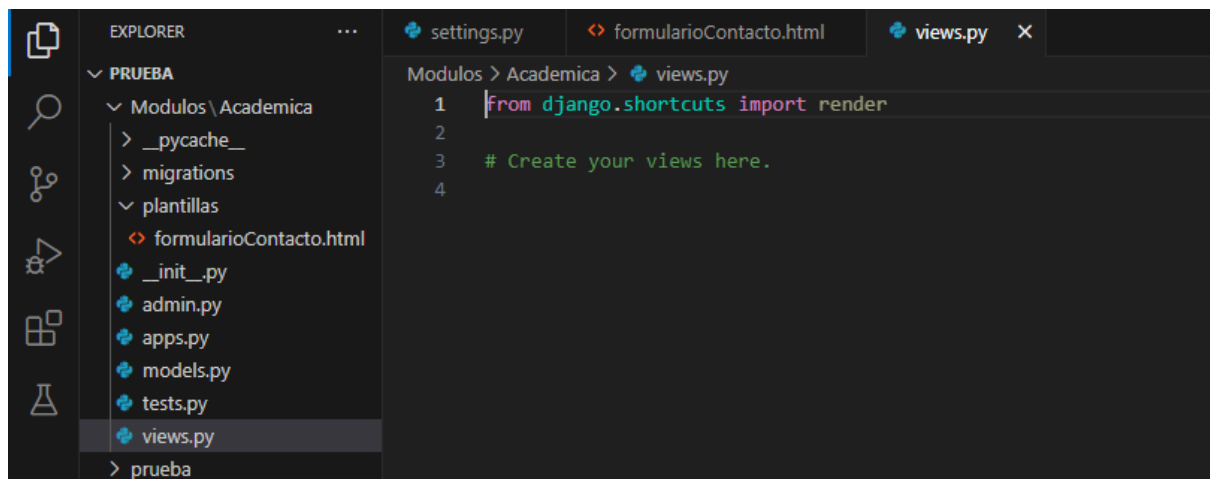 EXPLORER ...
PRUEBA
Modulos\Academica
__pycache__
migrations
plantillas
<> formularioContacto.html
__init__.py
admin.py
apps.py
models.py
tests.py
views.py
> prueba
settings.py <> formularioContacto.html views.py ×
Modulos > Academica > views.py
1 from django.shortcuts import render
2
3 # Create your views here.
4